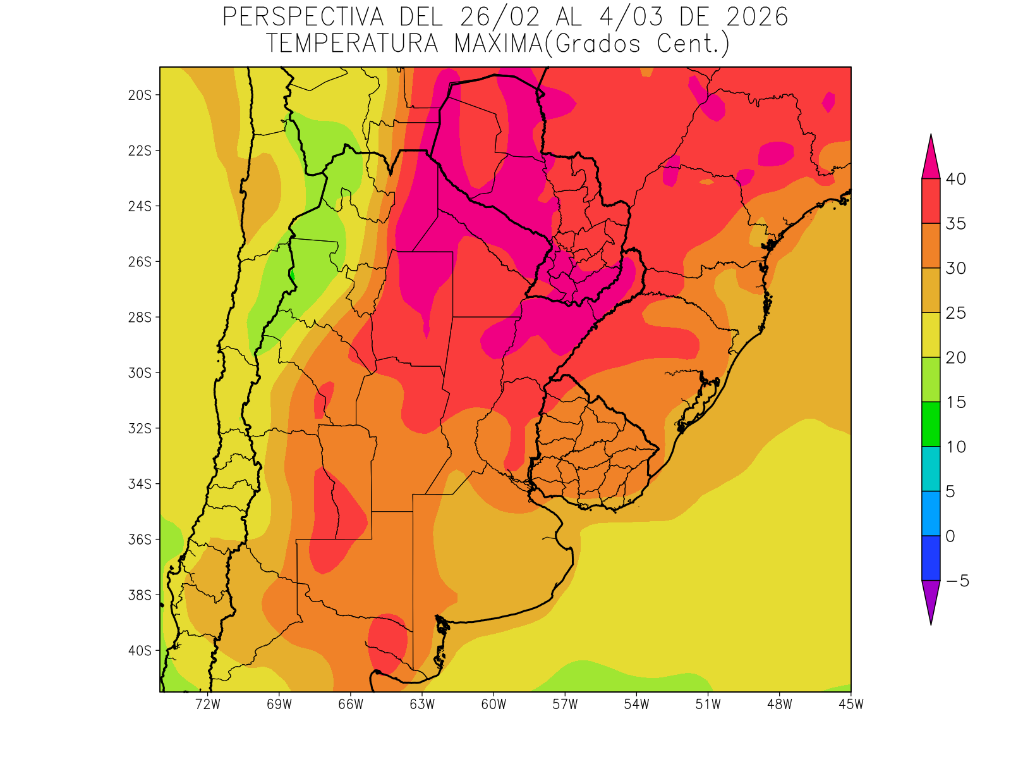 PERSPECTIVA DEL 26/02 AL 4/03 DE 2026
TEMPERATURA MAXIMA(Grados Cent.)
20S
22S
24S
26S
28S
30S
32S
34S
36S
38S
40S
72W 69W 66W 63W 60W 57W 54W 51W 48W 45W
40
35
30
25
20
15
10
5
0
−5